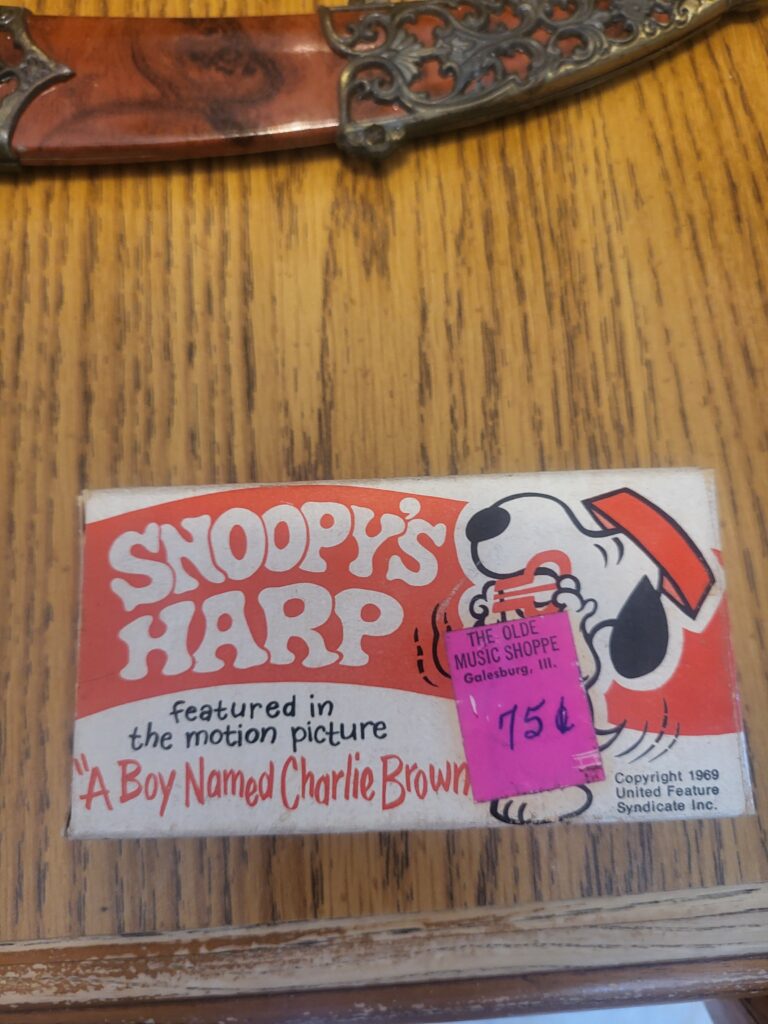 SNOOPY'S
HARP
featured in
the motion picture
"A Boy Named Charlie Brown
THE OLDE
MUSIC SHOPPE
Galesburg, Ill.
75¢
Copyright 1969
United Feature
Syndicate Inc.